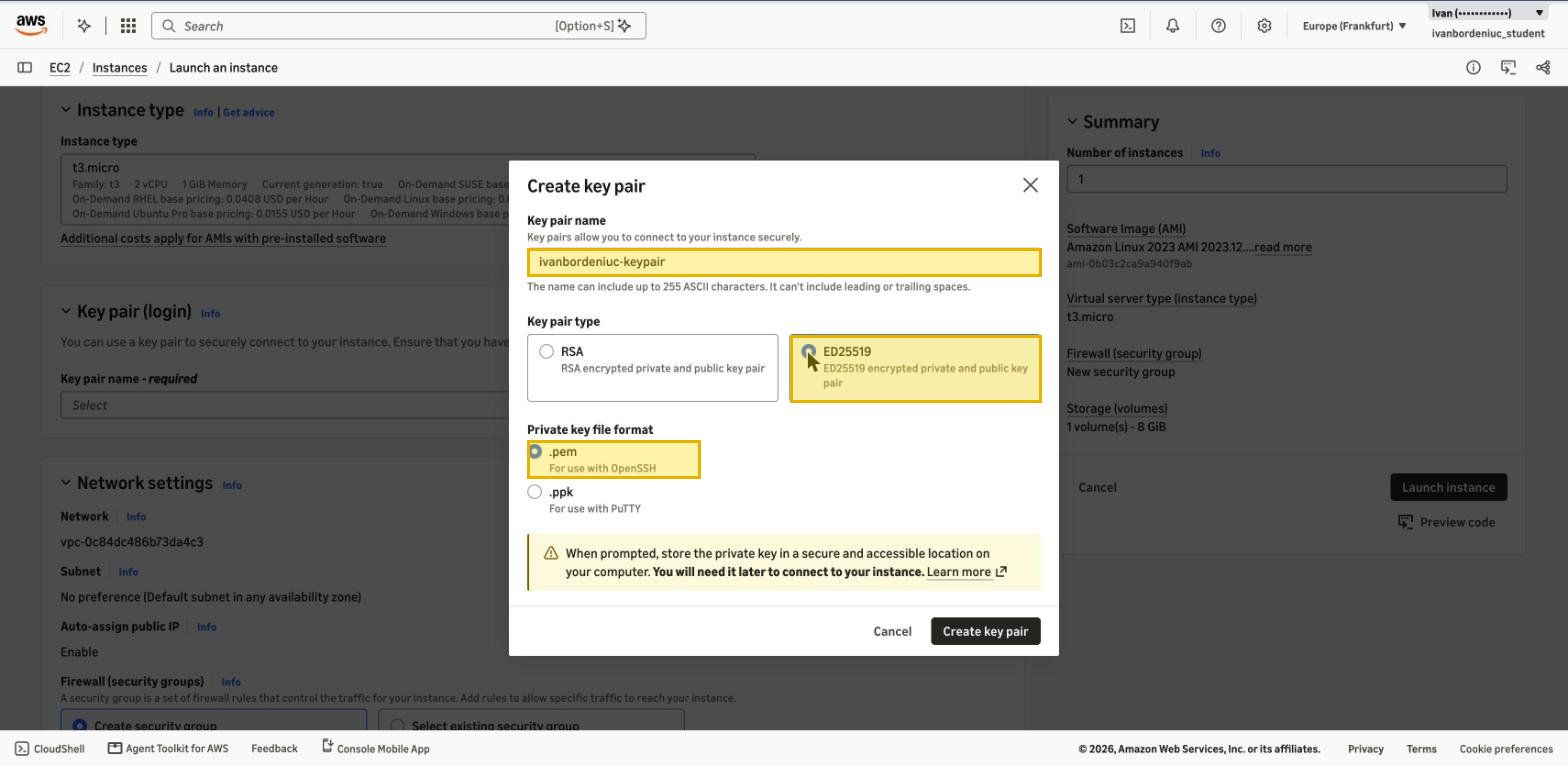 aws
Search
[Option+S]
Europe (Frankfurt)
Ivan (••••••••••••)
ivanbordeniuc_student
EC2 / Instances / Launch an instance
Instance type Info | Get advice
Instance type
t3.micro
Family: t3 2 vCPU 1 GiB Memory Current generation: true On-Demand SUSE base
On-Demand RHEL base pricing: 0.0408 USD per Hour On-Demand Linux base pricing:
On-Demand Ubuntu Pro base pricing: 0.0155 USD per Hour On-Demand Windows base
Additional costs apply for AMIs with pre-installed software
Key pair (login) Info
You can use a key pair to securely connect to your instance. Ensure that you have
Key pair name - required
Select
Network settings Info
Network Info
vpc-0c84dc486b73da4c3
Subnet Info
No preference (Default subnet in any availability zone)
Auto-assign public IP Info
Enable
Firewall (security groups) Info
A security group is a set of firewall rules that control the traffic for your instance. Add rules to allow specific traffic to reach your instance.
Create security group Select existing security group
Create key pair
Key pair name
Key pairs allow you to connect to your instance securely.
ivanbordeniuc-keypair
The name can include up to 255 ASCII characters. It can't include leading or trailing spaces.
Key pair type
RSA
RSA encrypted private and public key pair
ED25519
ED25519 encrypted private and public key
pair
Private key file format
.pem
For use with OpenSSH
.ppk
For use with PuTTY
When prompted, store the private key in a secure and accessible location on
your computer. You will need it later to connect to your instance. Learn more
Cancel
Create key pair
Summary
Number of instances Info
1
Software Image (AMI)
Amazon Linux 2023 AMI 2023.12....read more
ami-0b03c2ca9a940f9ab
Virtual server type (instance type)
t3.micro
Firewall (security group)
New security group
Storage (volumes)
1 volume(s) - 8 GiB
Cancel
Launch instance
Preview code
CloudShell
Agent Toolkit for AWS
Feedback
Console Mobile App
© 2026, Amazon Web Services, Inc. or its affiliates.
Privacy
Terms
Cookie preferences